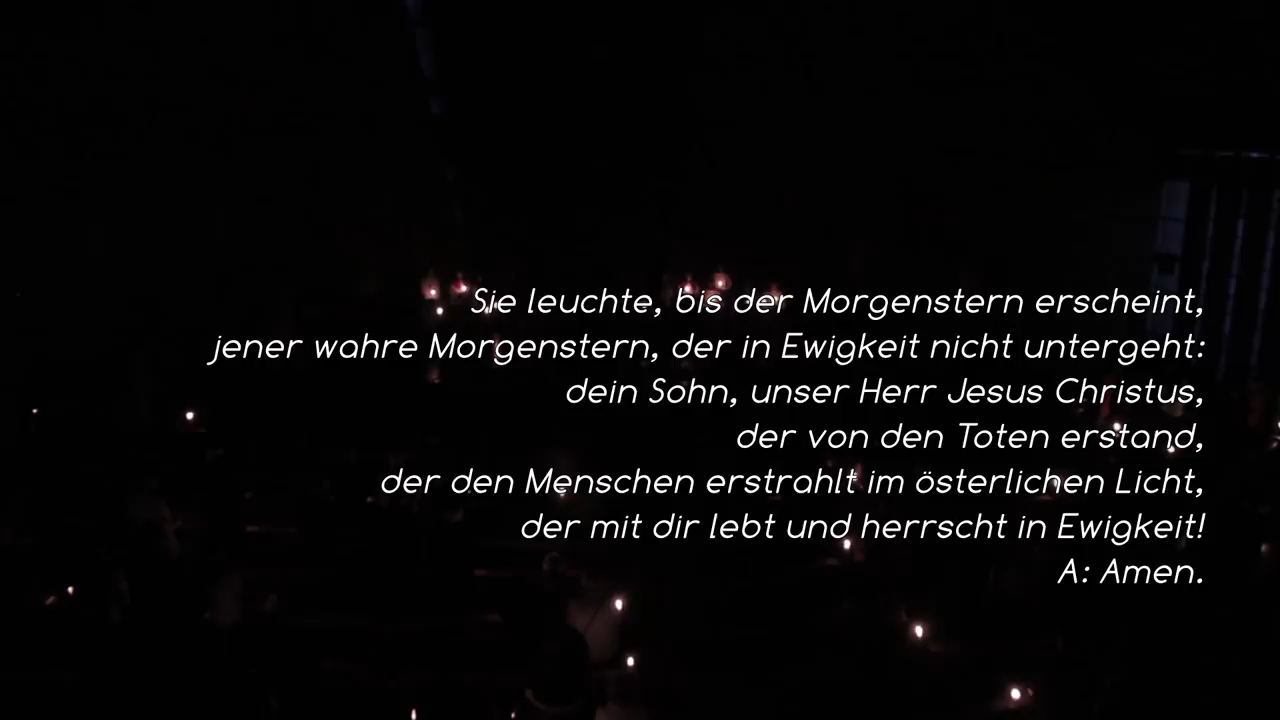 Sie leuchte, bis der Morgenstern erscheint,
jener wahre Morgenstern, der in Ewigkeit nicht untergeht:
dein Sohn, unser Herr Jesus Christus,
der von den Toten erstand,
der den Menschen erstrahlt im österlichen Licht,
der mit dir lebt und herrscht in Ewigkeit!
A: Amen.